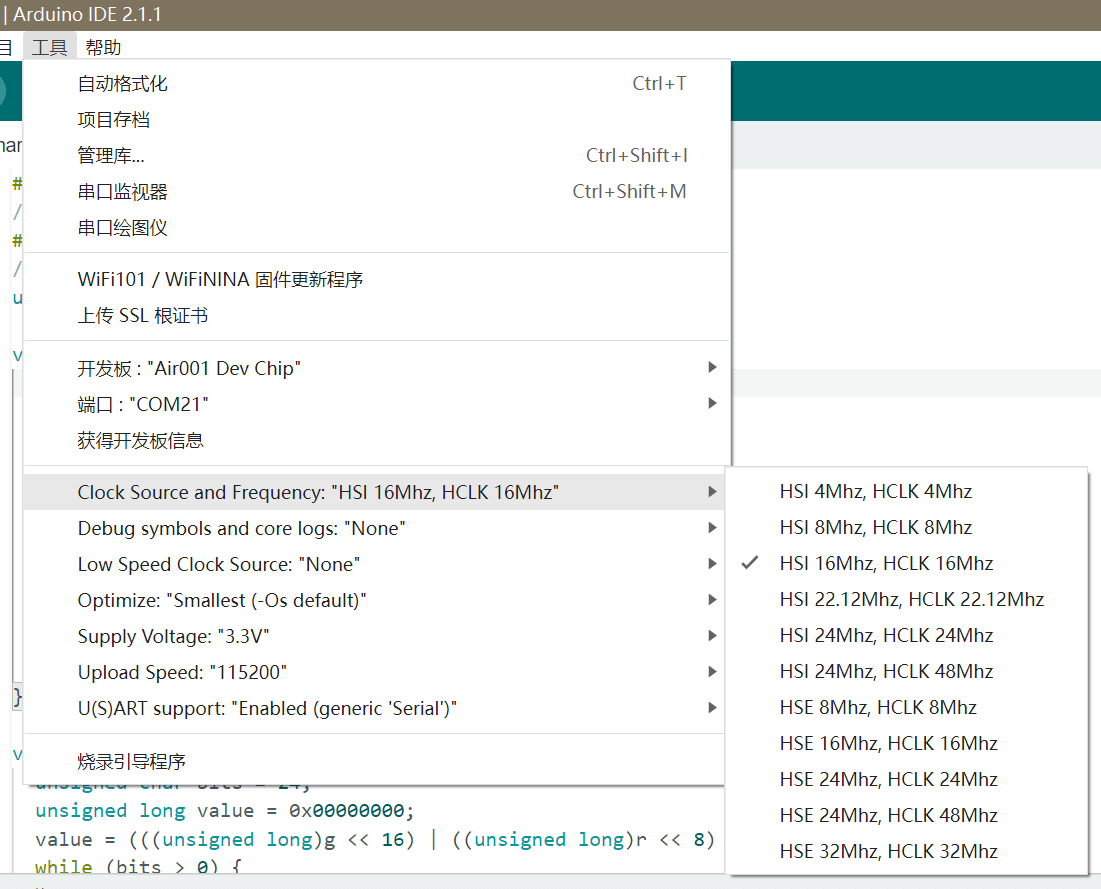 | Arduino IDE 2.1.1
目 工具 帮助
自动格式化 Ctrl+T
项目存档
管理库... Ctrl+Shift+I
串口监视器 Ctrl+Shift+M
串口绘图仪
WiFi101 / WiFiNINA 固件更新程序
上传 SSL 根证书
开发板 : "Air001 Dev Chip"
端口 : "COM21"
获得开发板信息
Clock Source and Frequency: "HSI 16Mhz, HCLK 16Mhz"
Debug symbols and core logs: "None"
Low Speed Clock Source: "None"
Optimize: "Smallest (-Os default)"
Supply Voltage: "3.3V"
Upload Speed: "115200"
U(S)ART support: "Enabled (generic 'Serial')"
烧录引导程序
HSI 4Mhz, HCLK 4Mhz
HSI 8Mhz, HCLK 8Mhz
HSI 16Mhz, HCLK 16Mhz
HSI 22.12Mhz, HCLK 22.12Mhz
HSI 24Mhz, HCLK 24Mhz
HSI 24Mhz, HCLK 48Mhz
HSE 8Mhz, HCLK 8Mhz
HSE 16Mhz, HCLK 16Mhz
HSE 24Mhz, HCLK 24Mhz
HSE 24Mhz, HCLK 48Mhz
HSE 32Mhz, HCLK 32Mhz
unsigned char bits = 24;
unsigned long value = 0x00000000;
value = (((unsigned long)g << 16) | ((unsigned long)r << 8)
while (bits > 0) {